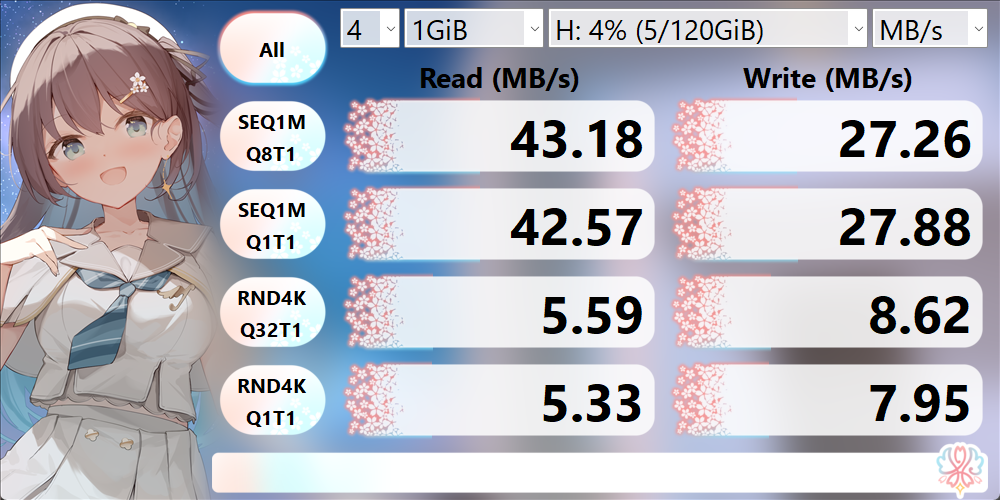 All
4
1GiB
H: 4% (5/120GiB)
MB/s
Read (MB/s)
Write (MB/s)
SEQ1M
Q8T1
43.18
27.26
SEQ1M
Q1T1
42.57
27.88
RND4K
Q32T1
5.59
8.62
RND4K
Q1T1
5.33
7.95